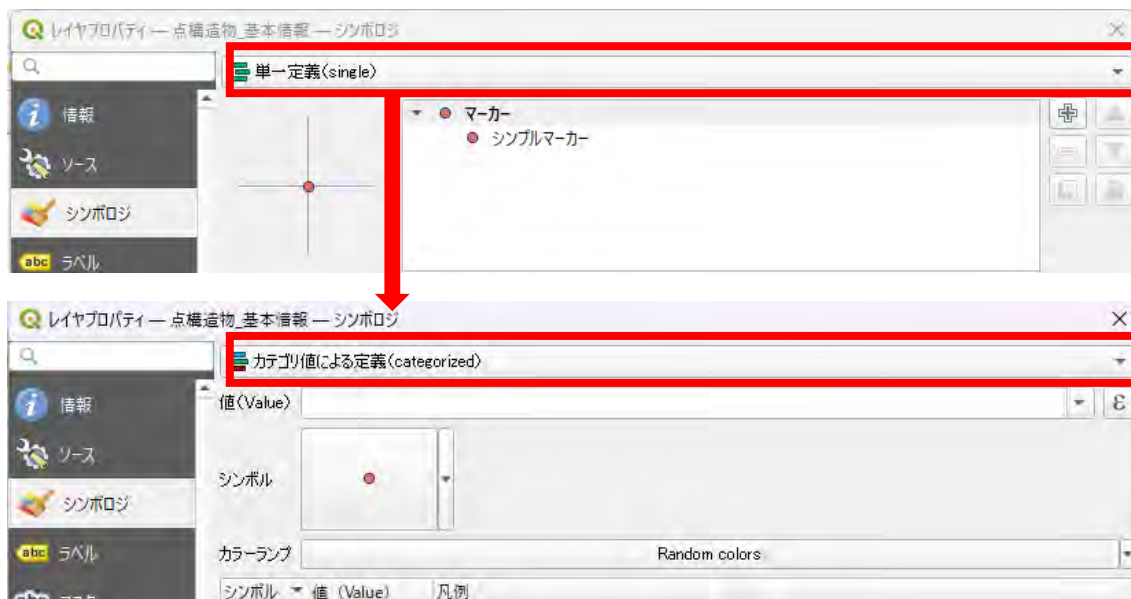 レイヤプロパティ — 点構造物_基本情報 — シンボロジ
単一定義(single)
情報
マーカー
シンプルマーカー
ソース
シンボロジ
abc ラベル
レイヤプロパティ — 点構造物_基本情報 — シンボロジ
カテゴリ値による定義(categorized)
情報
値(Value)
ε
ソース
シンボル
シンボロジ
abc ラベル
カラーランプ
Random colors
シンボル 値 (Value) 凡例